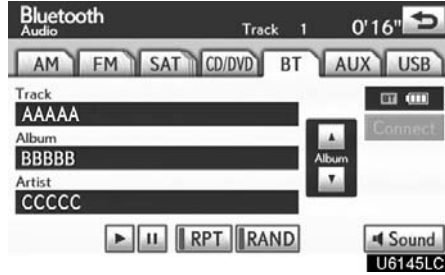 Bluetooth
Audio Track 1 0'16"
AM FM SAT CD/DVD BT AUX USB
Track
AAAAA
BT
Connect
Album
BBBBB
Album
Artist
CCCCC
RPT RAND Sound
U6145LC